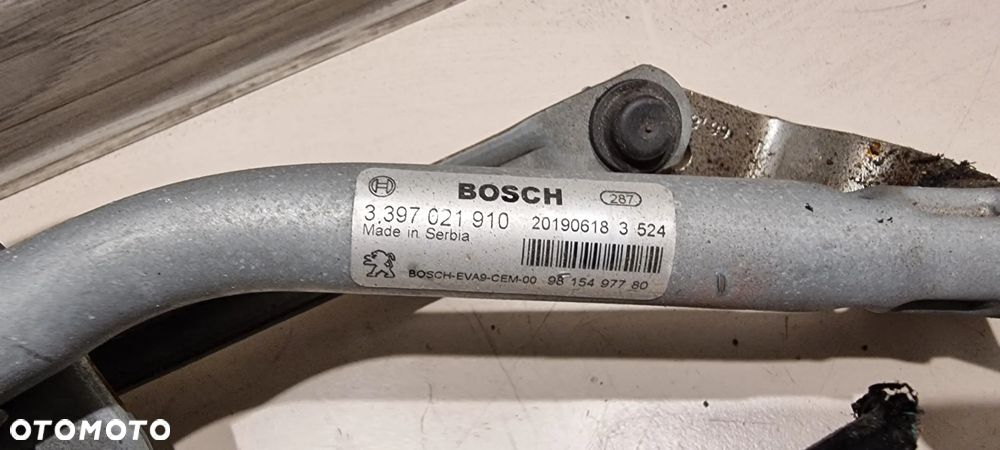 BOSCH 287
3,397 021 910 20190618 3 524
Made in Serbia
BOSCH-EVA9-CEM-00 98 154 977 80
OTOMOTO